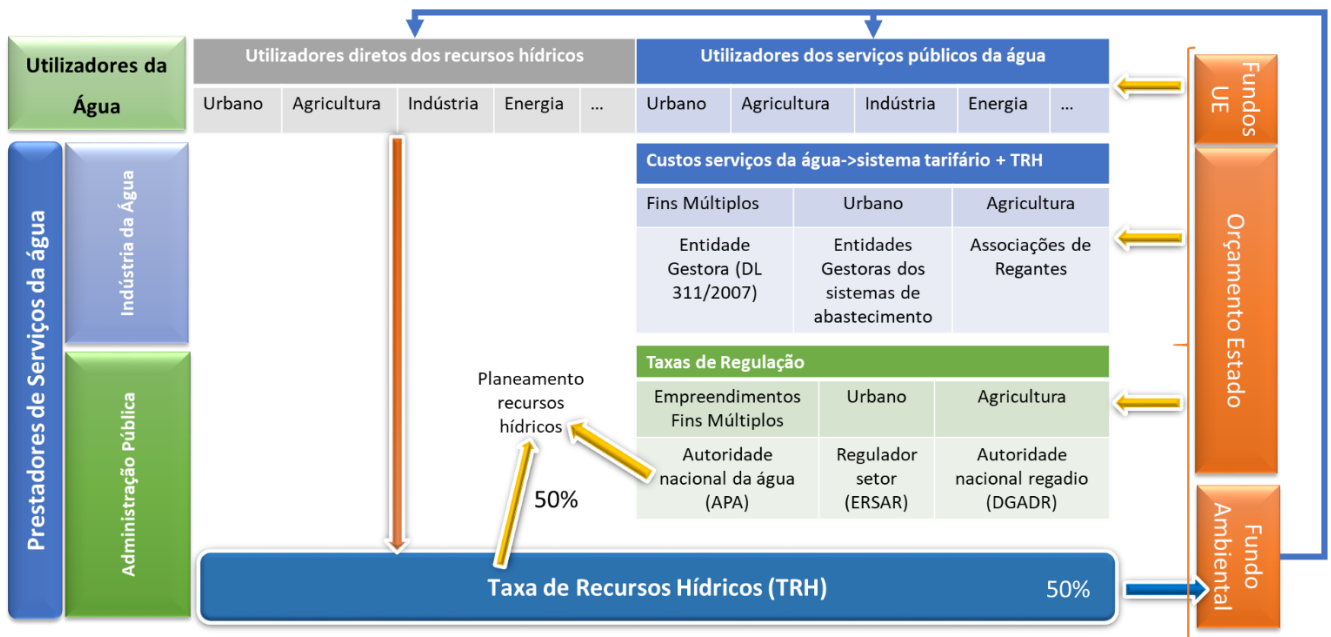 Utilizadores da
Água
Utilizadores diretos dos recursos hídricos
Urbano Agricultura Indústria Energia ...
Utilizadores dos serviços públicos da água
Urbano Agricultura Indústria Energia ...
Fundos
UE
Prestadores de Serviços da água
Indústria da Água
Custos serviços da água->sistema tarifário + TRH
Fins Múltiplos Urbano Agricultura
Entidade
Gestora (DL
311/2007)
Entidades
Gestoras dos
sistemas de
abastecimento
Associações de
Regantes
Orçamento Estado
Administração Pública
Planeamento
recursos
hídricos
50%
Taxas de Regulação
Empreendimentos
Fins Múltiplos
Urbano
Agricultura
Autoridade
nacional da água
(APA)
Regulador
setor
(ERSAR)
Autoridade
nacional regadio
(DGADR)
Taxa de Recursos Hídricos (TRH)
50%
Fundo
Ambiental